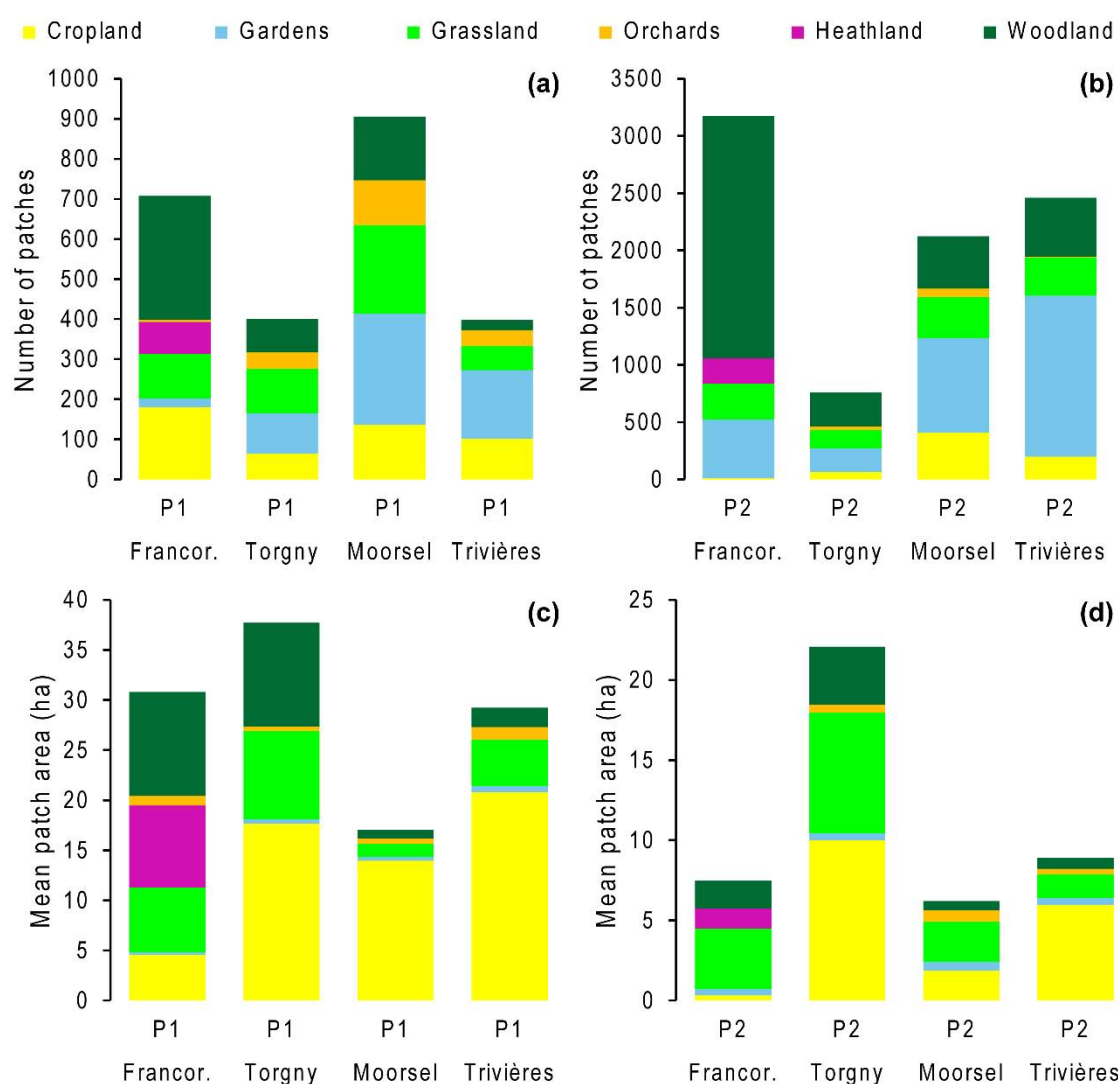 Cropland Gardens Grassland Orchards Heathland Woodland
(a)
Number of patches
1000
900
800
700
600
500
400
300
200
100
0
P1 P1 P1 P1
Francor. Torgny Moorsel Trivières
(b)
Number of patches
3500
3000
2500
2000
1500
1000
500
0
P2 P2 P2 P2
Francor. Torgny Moorsel Trivières
(c)
Mean patch area (ha)
40
35
30
25
20
15
10
5
0
P1 P1 P1 P1
Francor. Torgny Moorsel Trivières
(d)
Mean patch area (ha)
25
20
15
10
5
0
P2 P2 P2 P2
Francor. Torgny Moorsel Trivières